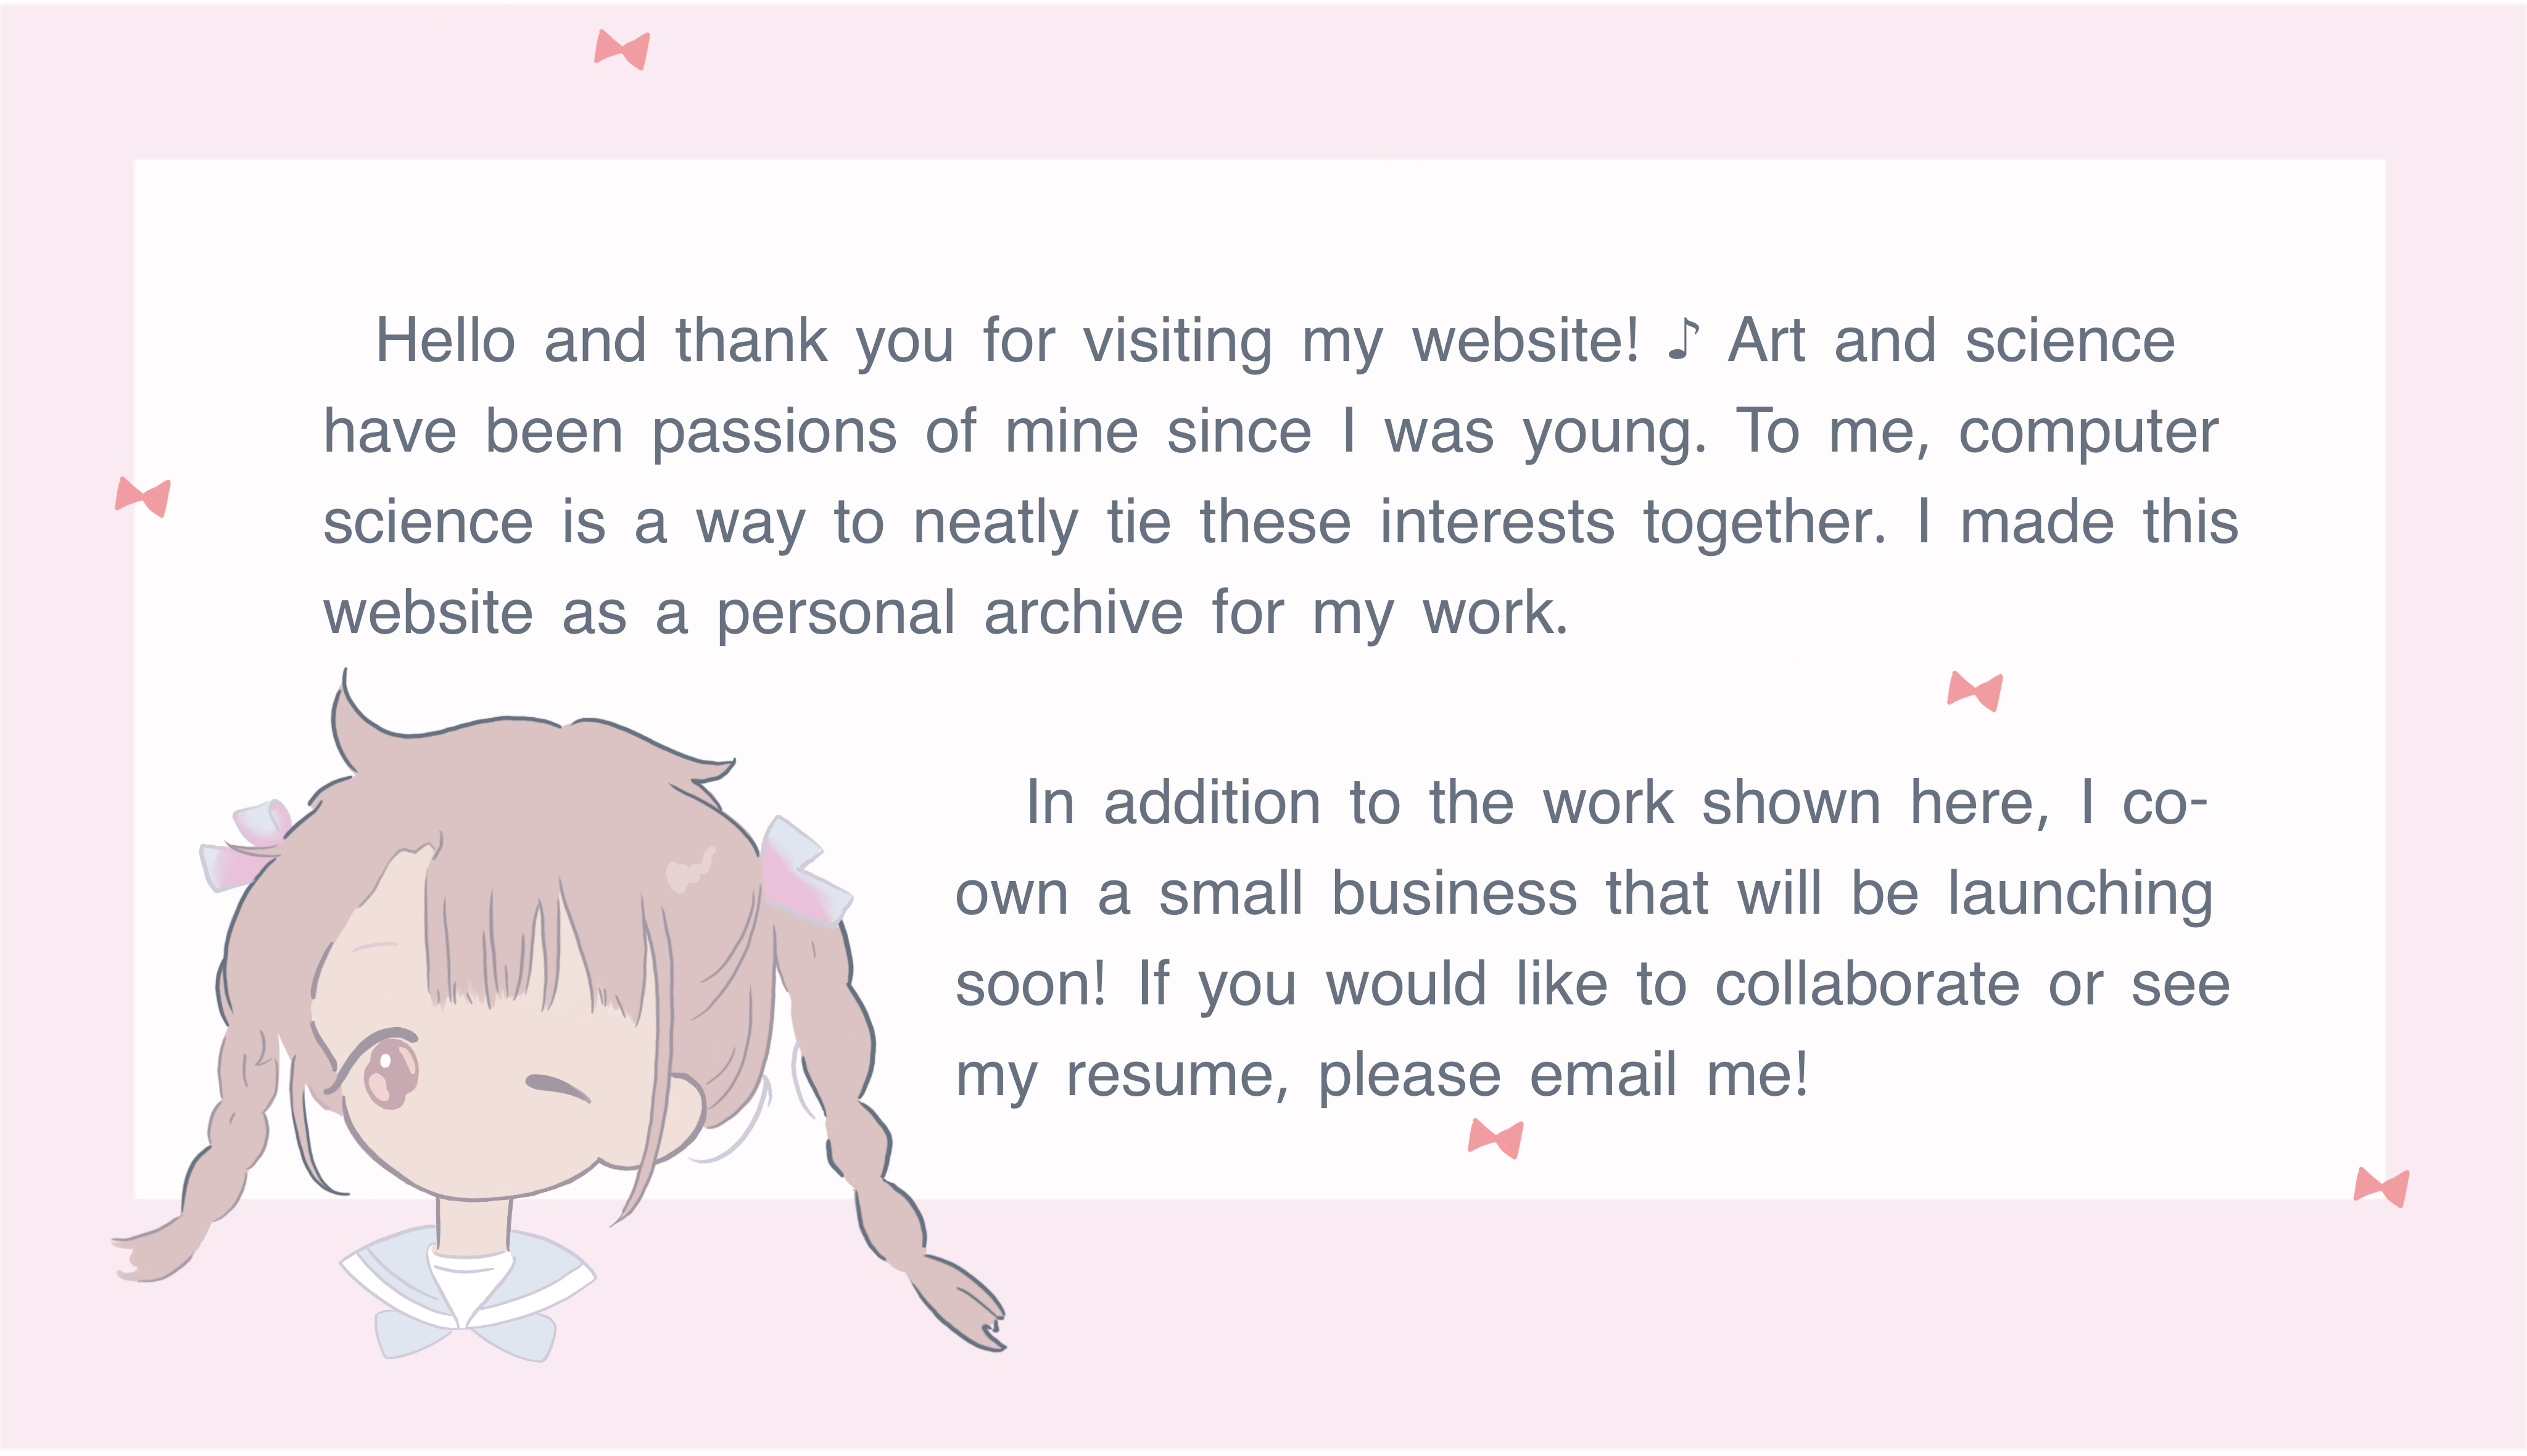 Hello and thank you for visiting my website! ♪ Art and science
have been passions of mine since I was young. To me, computer
science is a way to neatly tie these interests together. I made this
website as a personal archive for my work.
In addition to the work shown here, I co-
own a small business that will be launching
soon! If you would like to collaborate or see
my resume, please email me!